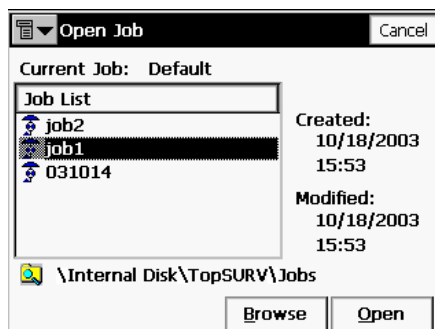 Open Job
Cancel
Current Job: Default
Job List
job2
job1
031014
Created:
10/18/2003
15:53
Modified:
10/18/2003
15:53
\Internal Disk\TopSURV\Jobs
Browse
Open